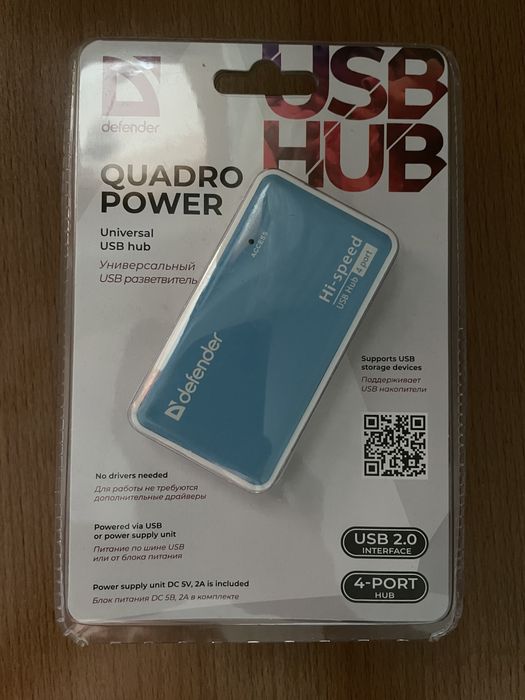 USB
HUB
defender
QUADRO
POWER
Universal
USB hub
Универсальный
USB разветвитель
ACCESS
Hi-speed
USB Hub 4 port
defender
Supports USB
storage devices
Поддерживает
USB накопители
No drivers needed
Для работы не требуются
дополнительные драйверы
Powered via USB
or power supply unit
Питание по шине USB
или от блока питания
Power supply unit DC 5V, 2A is included
Блок питания DC 5В, 2А в комплекте
USB 2.0
INTERFACE
4-PORT
HUB